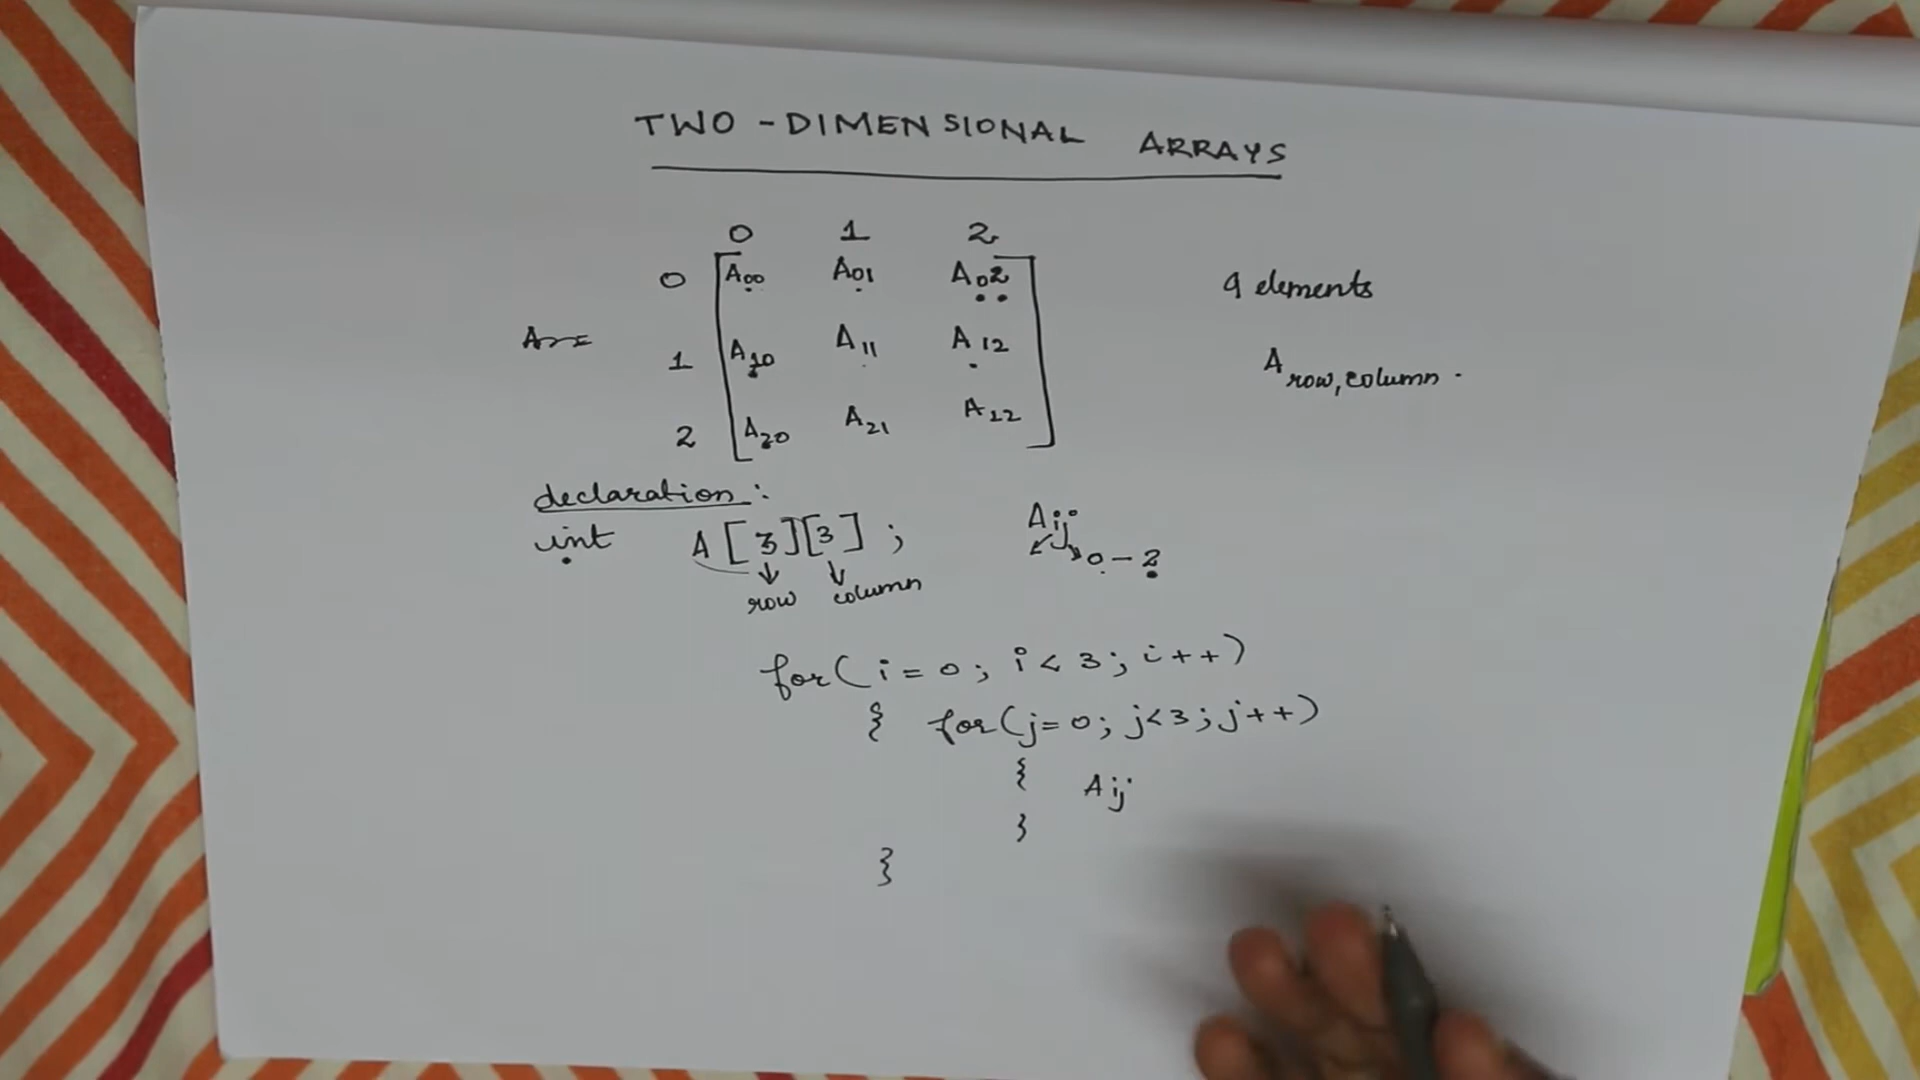 TWO-DIMENSIONAL ARRAYS
0 1 2
0 A00 A01 A02 9 elements
A =
1 A10 A11 A12 A row, column.
2 A20 A21 A22
declaration:
int A[3][3]; Aij
0-2
row column
for(i=0; i<3; i++)
{ for(j=0; j<3; j++)
{ Aij
}
}